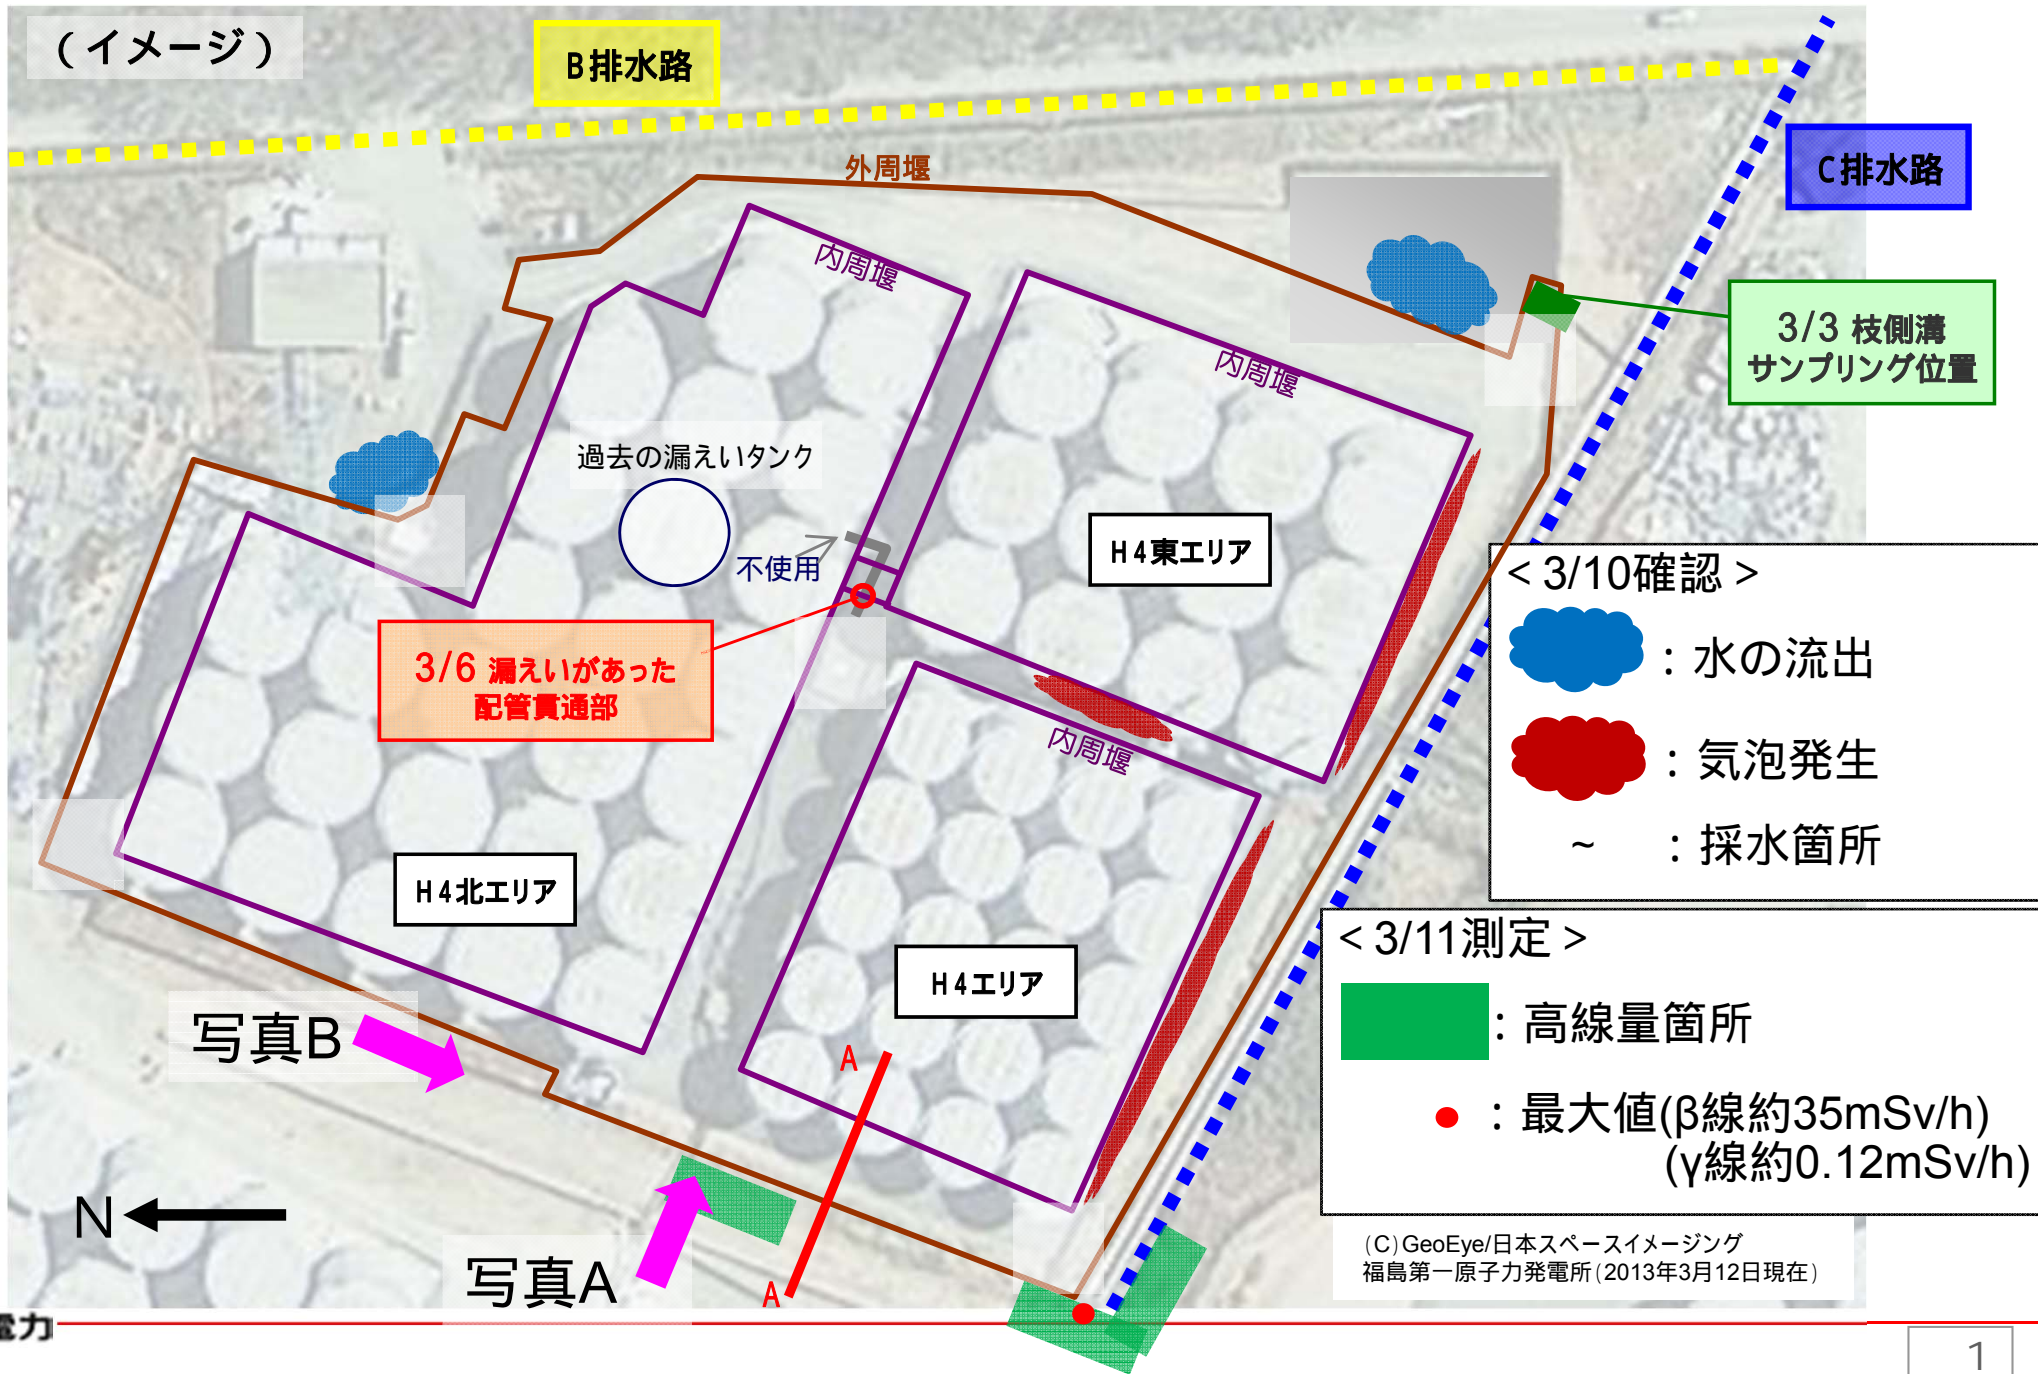 (イメージ)
B排水路
C排水路
外周堰
内周堰
内周堰
3/3 枝側溝
サンプリング位置
過去の漏えいタンク
不使用
H4東エリア
3/6 漏えいがあった
配管貫通部
内周堰
H4北エリア
H4エリア
<3/10確認>
:水の流出
:気泡発生
~ :採水箇所
<3/11測定>
:高線量箇所
:最大値(β線約35mSv/h)
(γ線約0.12mSv/h)
写真B
A
N
写真A
A
(C)GeoEye/日本スペースイメージング
福島第一原子力発電所(2013年3月12日現在)
電力
1